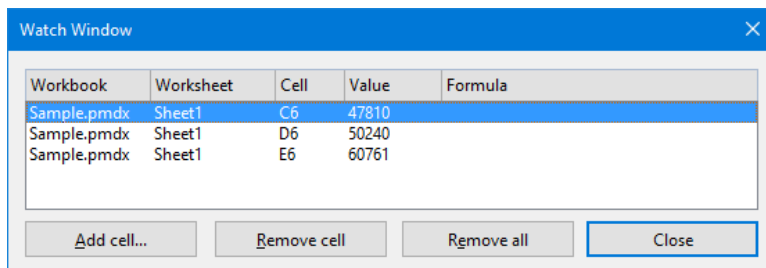 Watch Window
Workbook Worksheet Cell Value Formula
Sample.pmdx Sheet1 C6 47810
Sample.pmdx Sheet1 D6 50240
Sample.pmdx Sheet1 E6 60761
Add cell... Remove cell Remove all Close